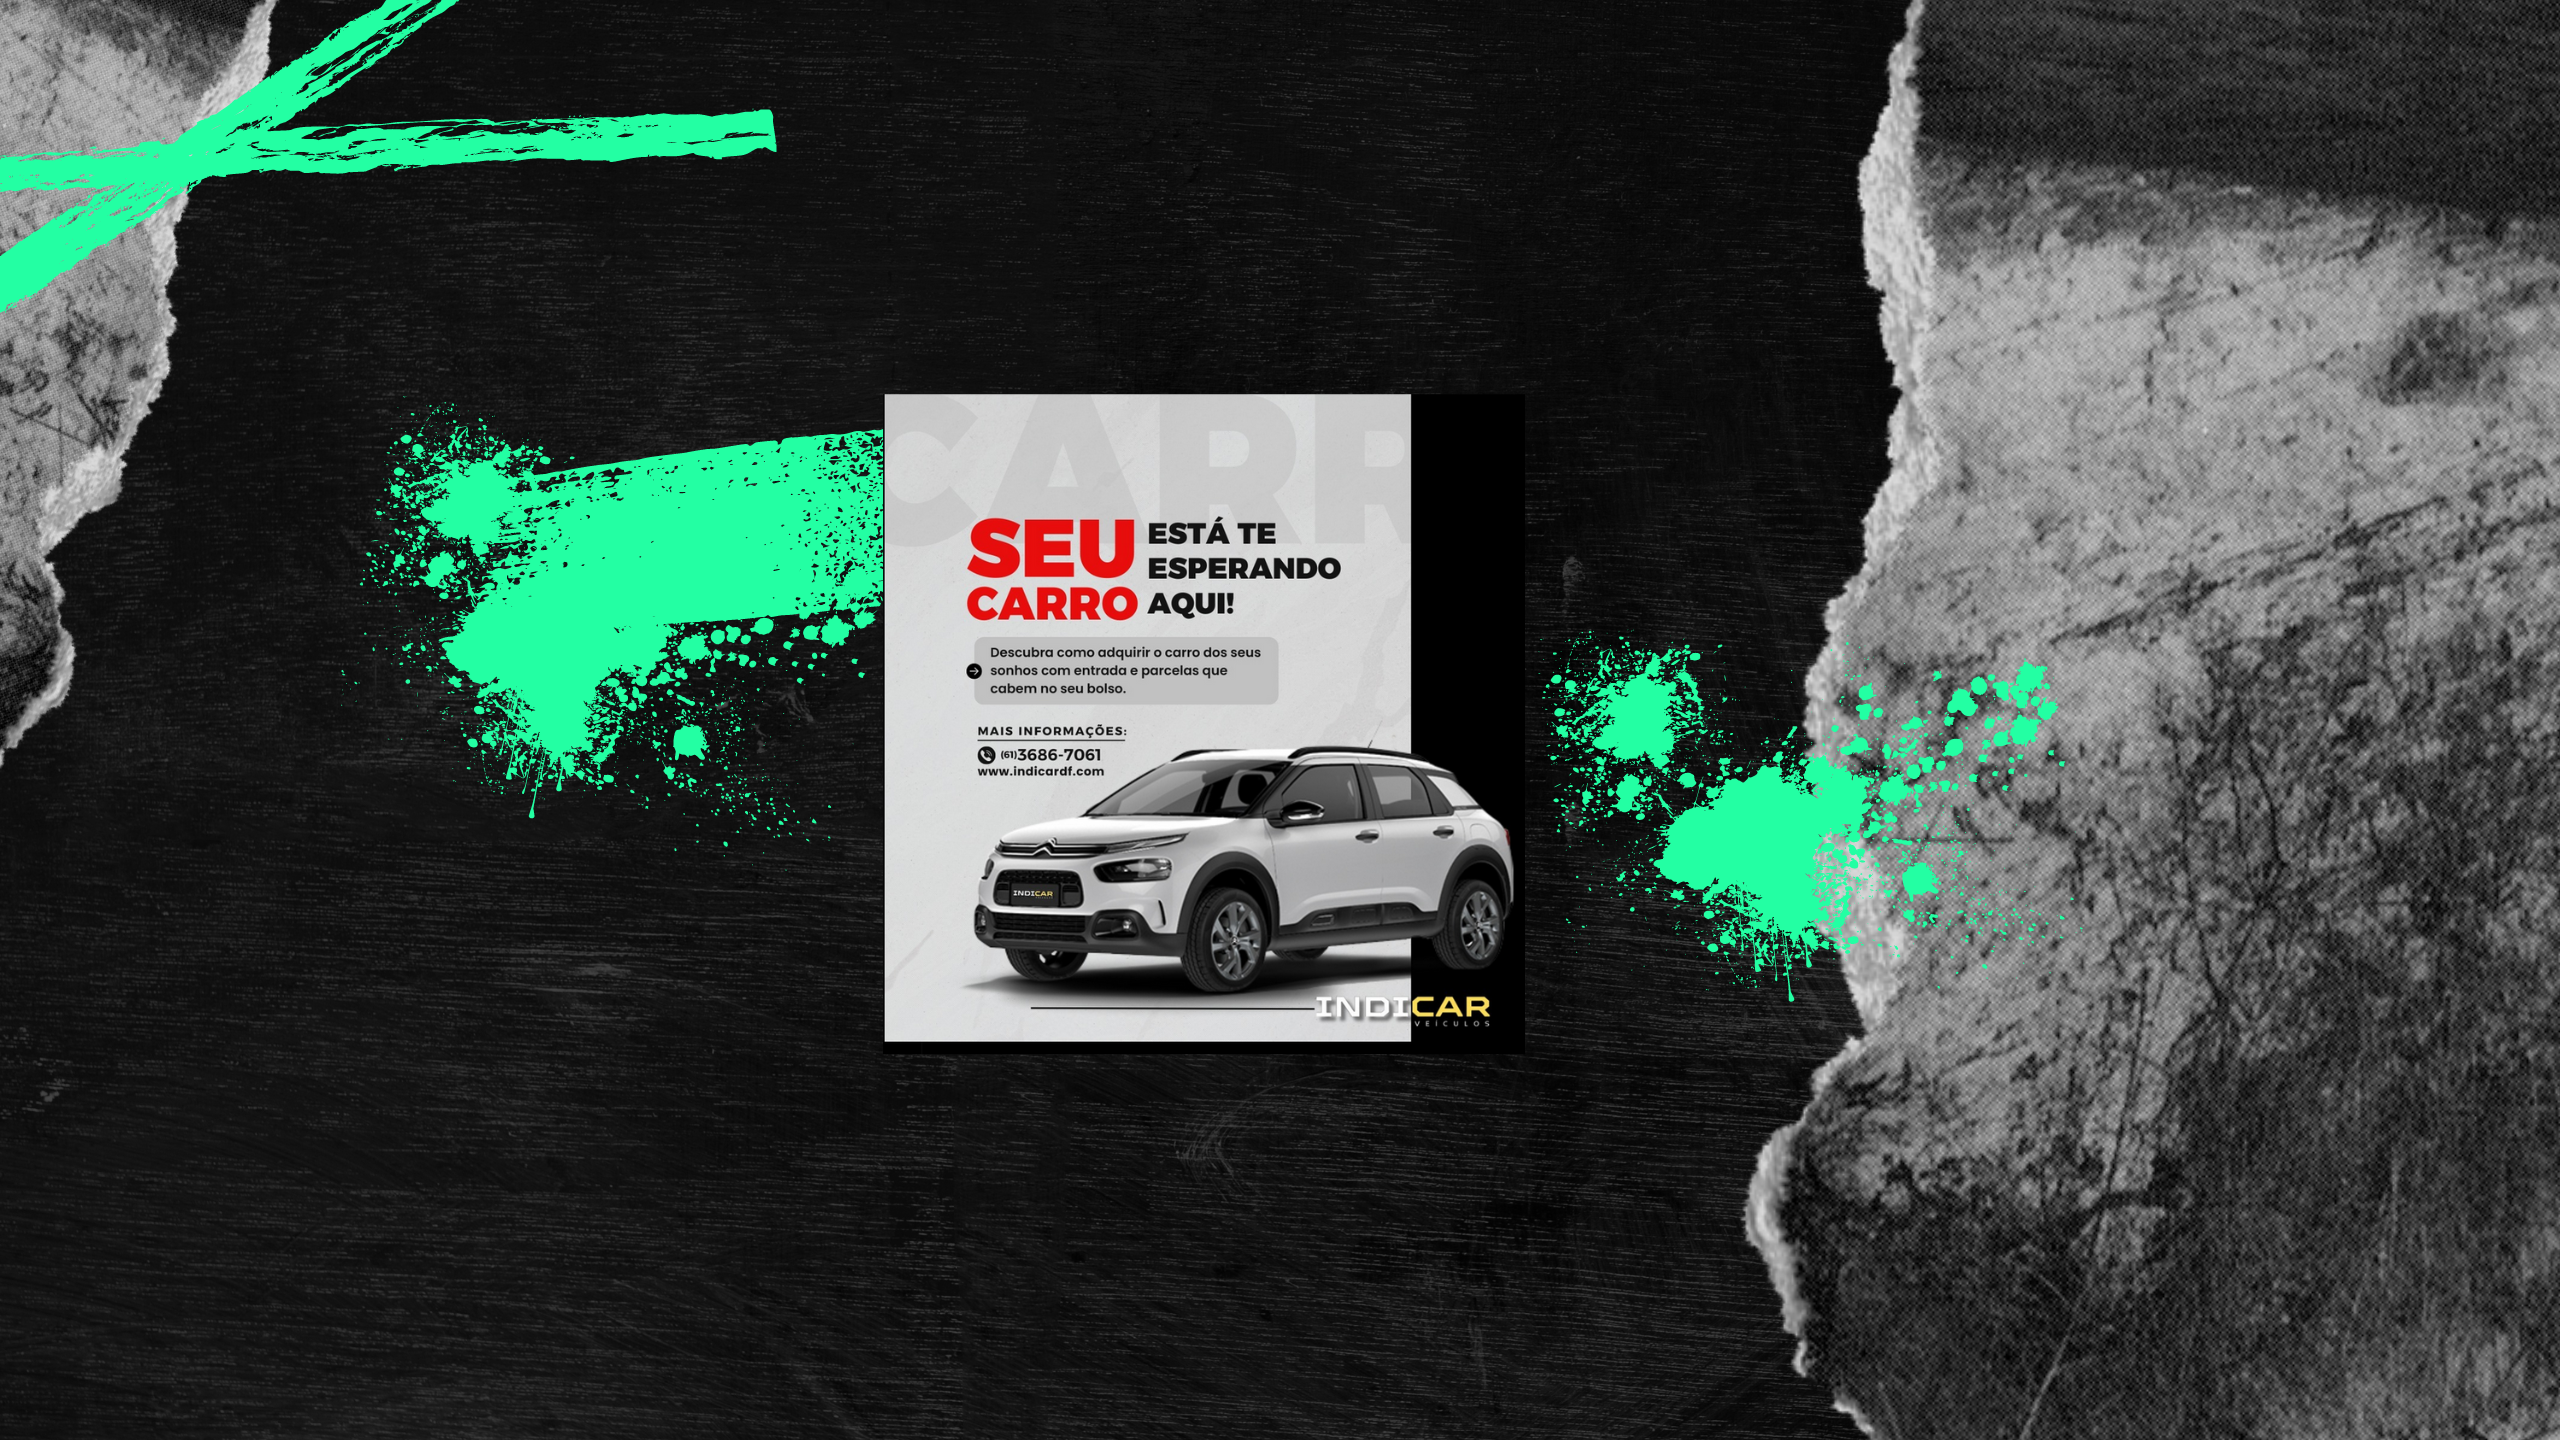 CARR
SEU
CARRO
ESTÁ TE
ESPERANDO
AQUI!
Descubra como adquirir o carro dos seus
sonhos com entrada e parcelas que
cabem no seu bolso.
MAIS INFORMAÇÕES:
(61)3686-7061
www.indicardf.com
INDICAR
INDICAR
VEÍCULOS